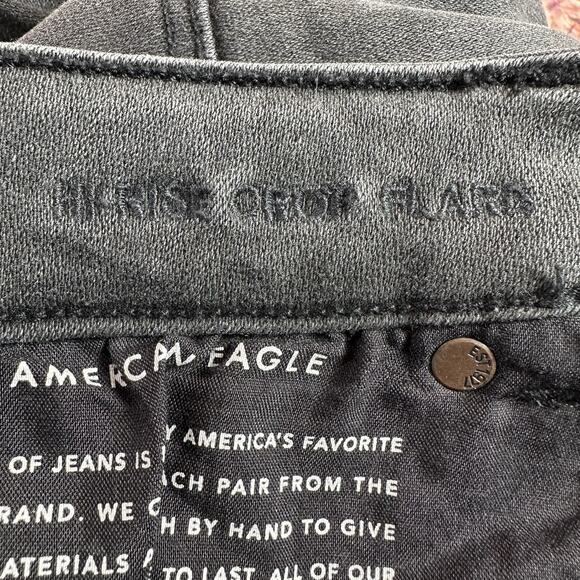 HI-RISE CROP FLARE
AMERICAN EAGLE
EST 1977
Y AMERICA'S FAVORITE
OF JEANS IS
CH PAIR FROM THE
RAND. WE C
H BY HAND TO GIVE
ATERIALS
TO LAST. ALL OF OUR